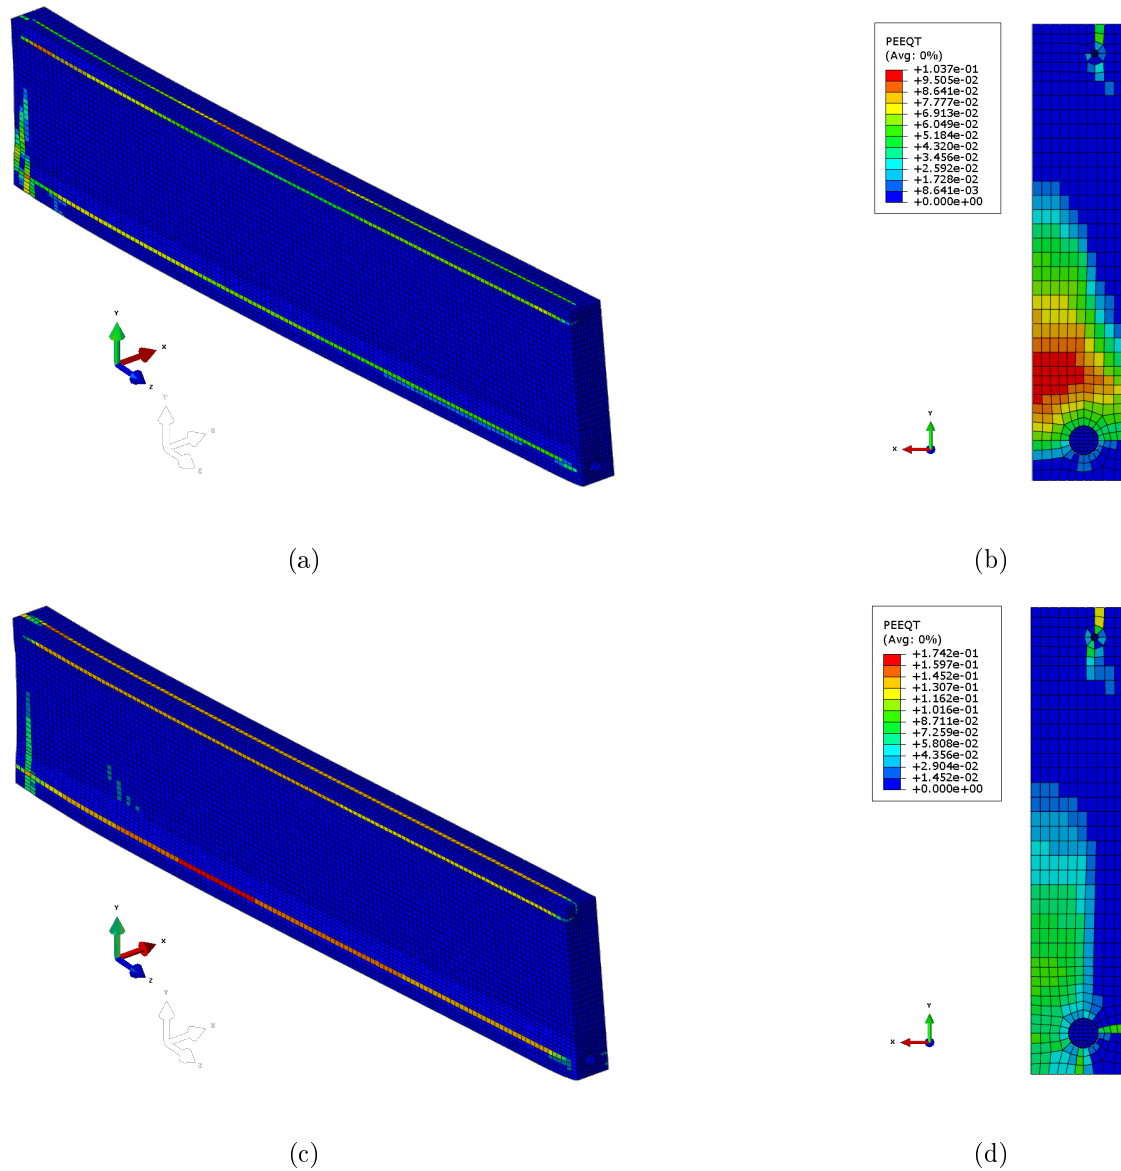 PEEQT
(Avg: 0%)
+1.037e-01
+9.505e-02
+8.641e-02
+7.777e-02
+6.913e-02
+6.049e-02
+5.184e-02
+4.320e-02
+3.456e-02
+2.592e-02
+1.728e-02
+8.641e-03
+0.000e+00
Y
X
Z
Y
X
Z
Y
X
(a)
(b)
PEEQT
(Avg: 0%)
+1.742e-01
+1.597e-01
+1.452e-01
+1.307e-01
+1.162e-01
+1.016e-01
+8.711e-02
+7.259e-02
+5.808e-02
+4.356e-02
+2.904e-02
+1.452e-02
+0.000e+00
Y
X
Z
Y
X
Z
Y
X
(c)
(d)